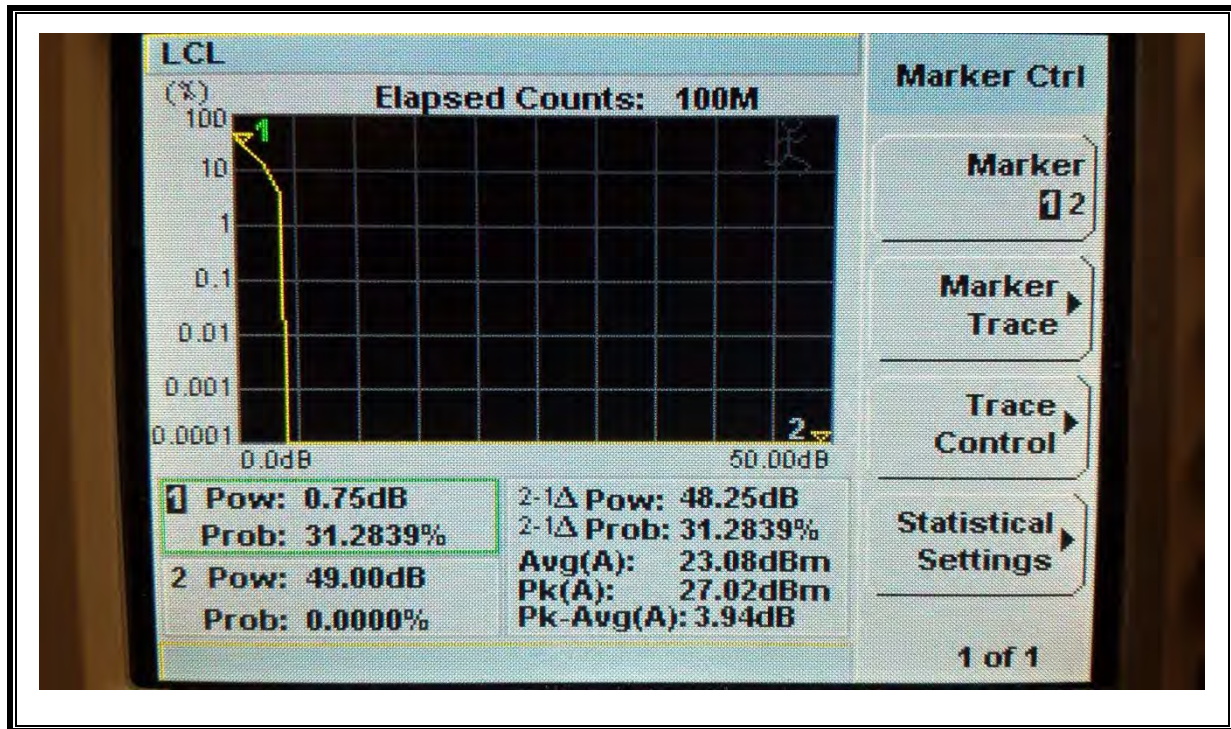 LCL
(%)
Elapsed Counts: 100M
100
1
10
1
0.1
0.01
0.001
0.0001
2
0.0dB
50.00dB
1 Pow: 0.75dB
Prob: 31.2839%
2 Pow: 49.00dB
Prob: 0.0000%
2-1Δ Pow: 48.25dB
2-1Δ Prob: 31.2839%
Avg(A): 23.08dBm
Pk(A): 27.02dBm
Pk-Avg(A): 3.94dB
Marker Ctrl
Marker
1 2
Marker
Trace
Trace
Control
Statistical
Settings
1 of 1